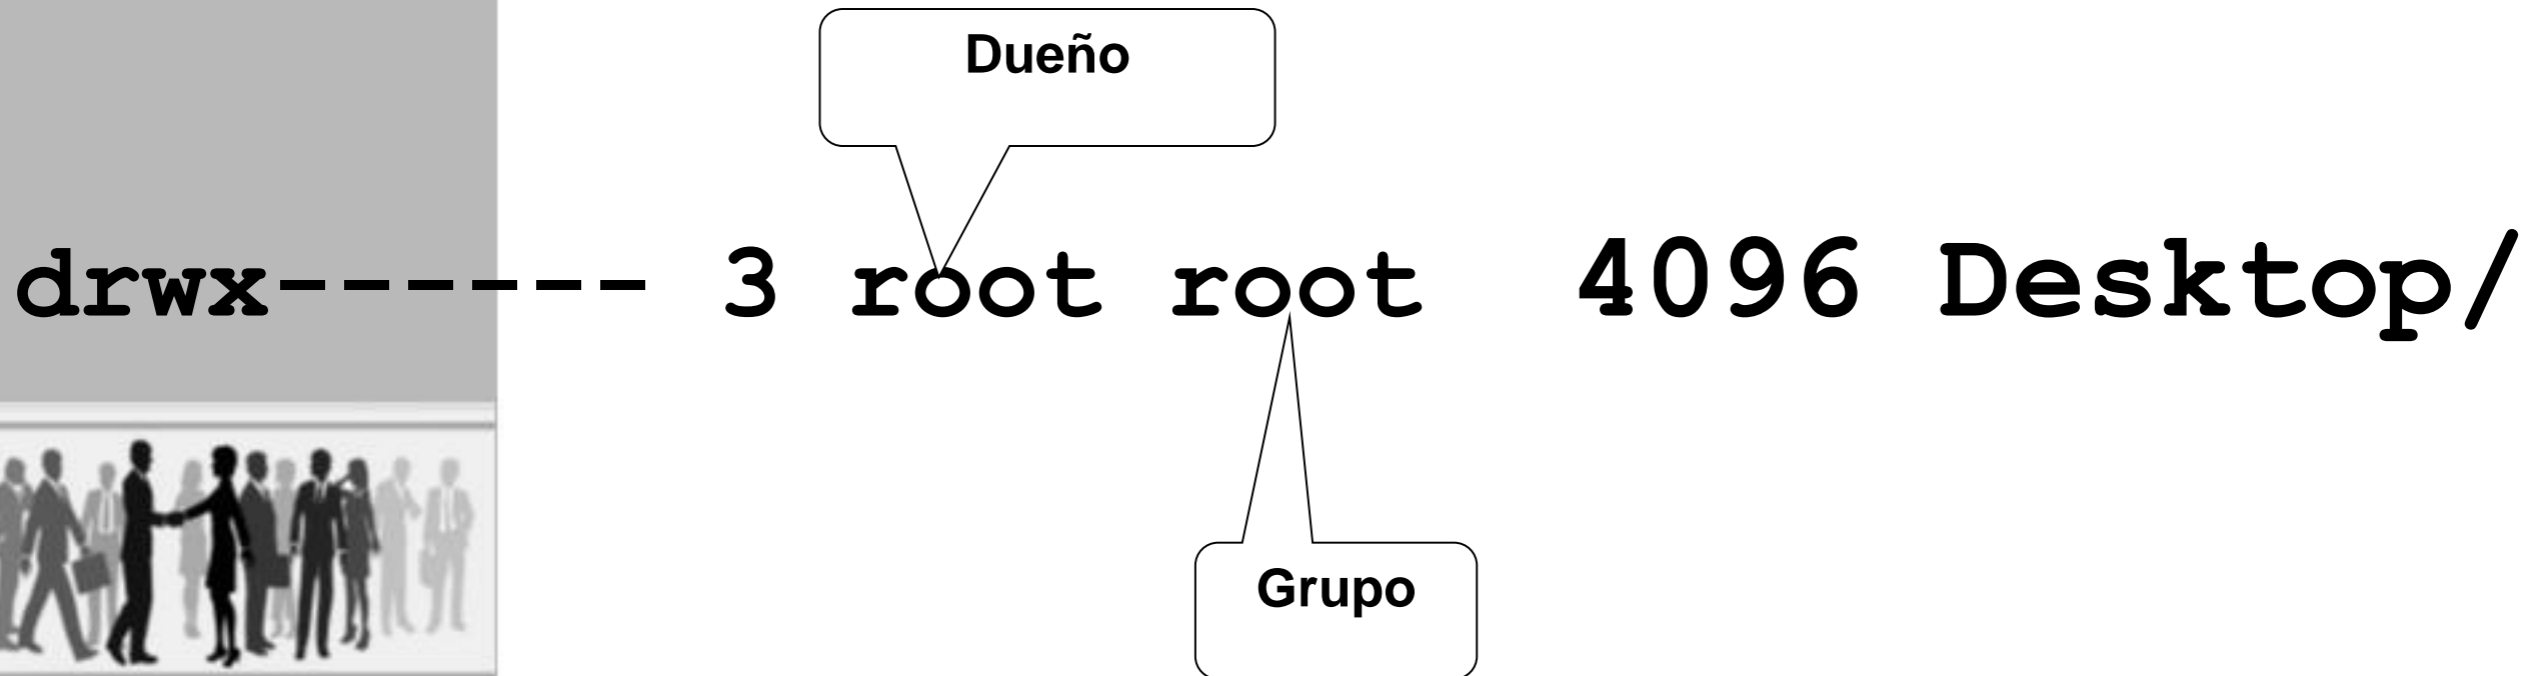 Dueño
drwx------ 3 root root 4096 Desktop/
Grupo